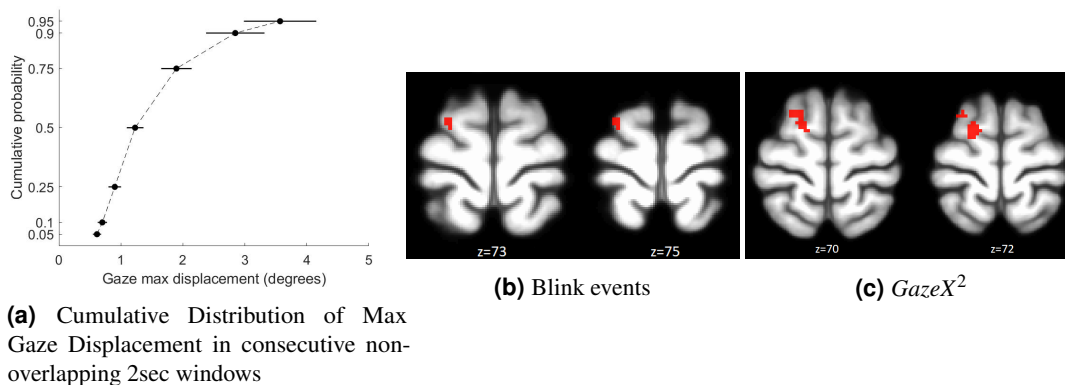 0.95
0.9
0.75
0.5
0.25
0.1
0.05
Cumulative probability
0 1 2 3 4 5
Gaze max displacement (degrees)
(a) Cumulative Distribution of Max
Gaze Displacement in consecutive non-
overlapping 2sec windows
z=73 z=75
(b) Blink events
z=70 z=72
(c) GazeX²